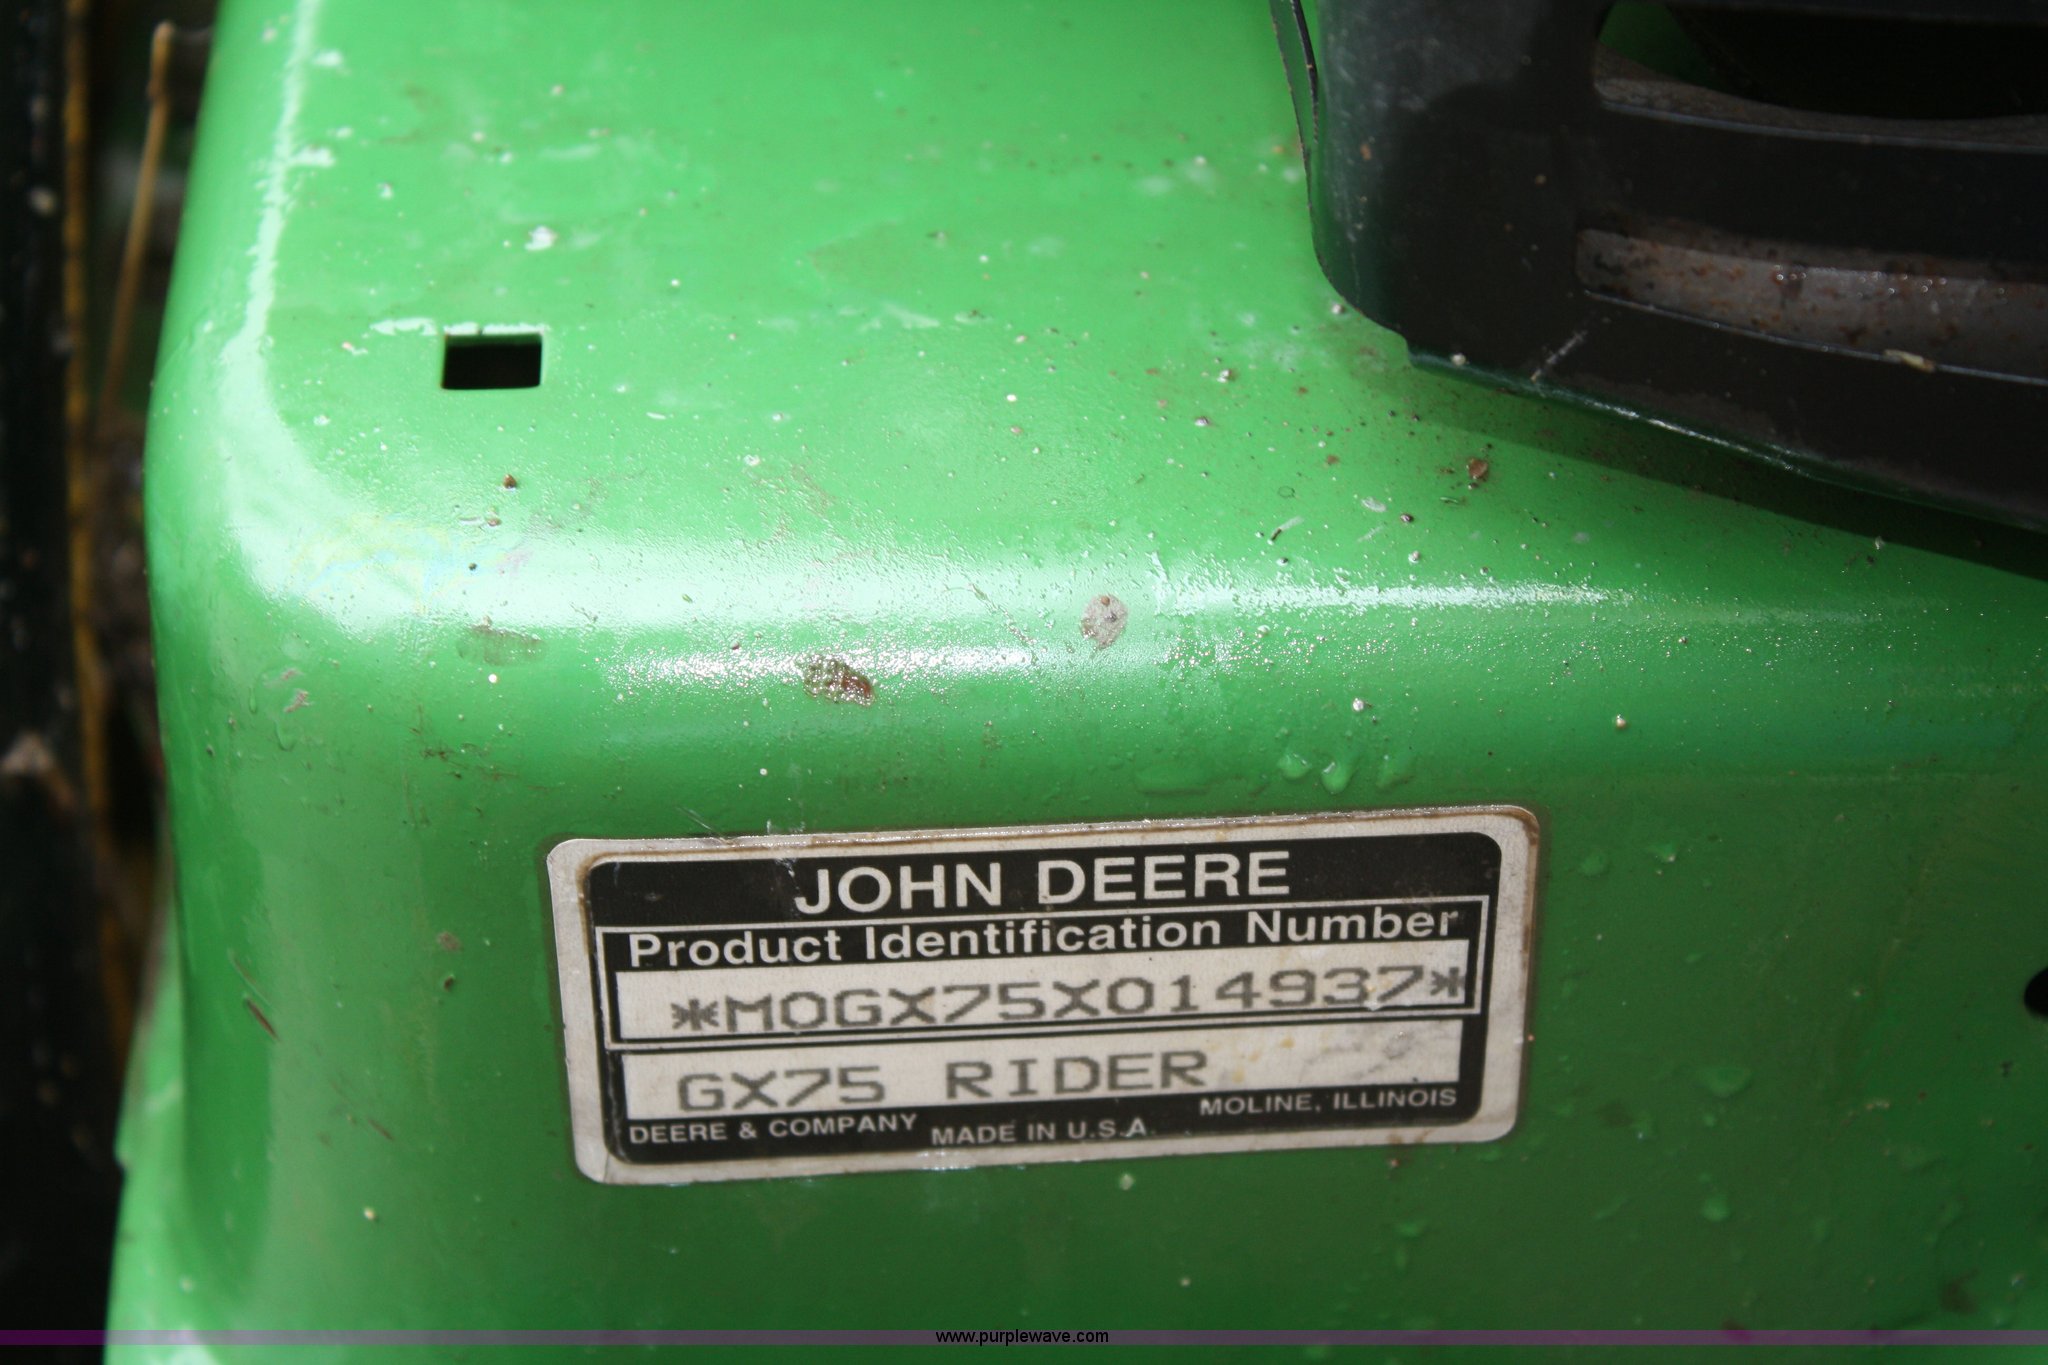 JOHN DEERE
Product Identification Number
*M0GX75X014937*
GX75 RIDER
DEERE & COMPANY MADE IN U.S.A. MOLINE, ILLINOIS
www.purplewave.com